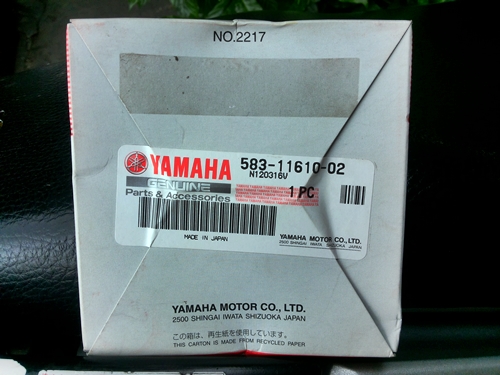 NO.2217
YAMAHA 583-11610-02
N120316V
GENUINE
Parts & Accessories
1 PC
MADE IN JAPAN
YAMAHA MOTOR CO., LTD.
2500 SHINGAI IWATA SHIZUOKA JAPAN
YAMAHA MOTOR CO., LTD.
2500 SHINGAI IWATA SHIZUOKA JAPAN
この箱は、再生紙を使用しています。
THIS CARTON IS MADE FROM RECYCLED PAPER